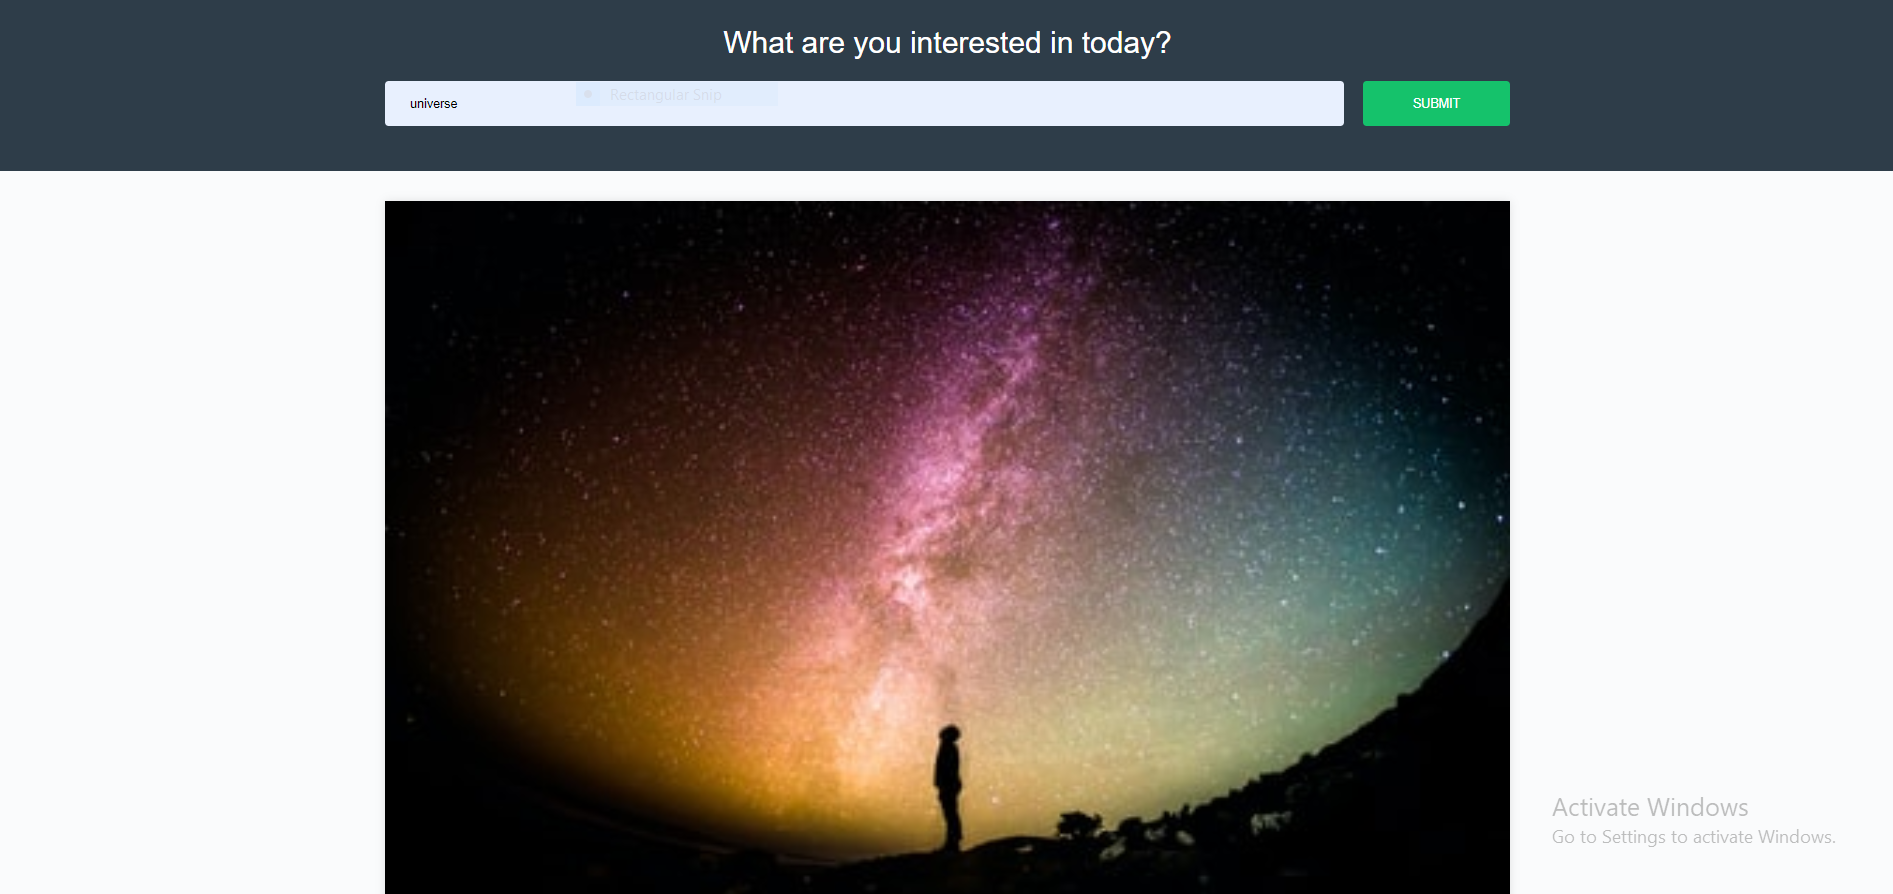 What are you interested in today?
universe
Rectangular Snip
SUBMIT
Activate Windows
Go to Settings to activate Windows.